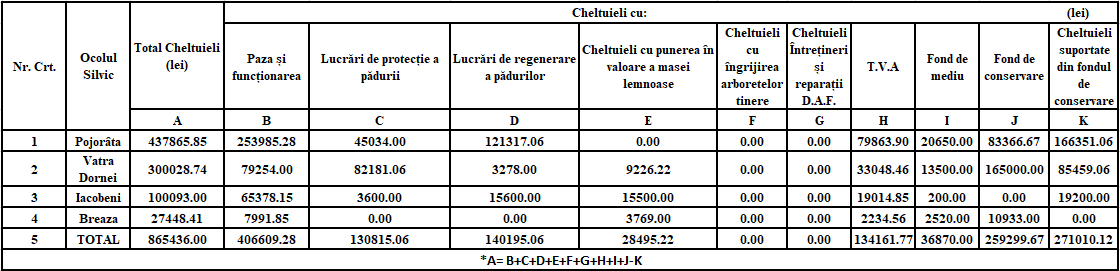 Nr. Crt. Ocolul Silvic Total Cheltuieli (lei) Cheltuieli cu: (lei)
Paza și funcționarea Lucrări de protecție a pădurii Lucrări de regenerare a pădurilor Cheltuieli cu punerea în valoare a masei lemnoase Cheltuieli cu îngrijirea arboretelor tinere Cheltuieli Întrețineri și reparații D.A.F. T.V.A Fond de mediu Fond de conservare Cheltuieli suportate din fondul de conservare
A B C D E F G H I J K
1 Pojorâta 437865.85 253985.28 45034.00 121317.06 0.00 0.00 0.00 79863.90 20650.00 83366.67 166351.06
2 Vatra Dornei 300028.74 79254.00 82181.06 3278.00 9226.22 0.00 0.00 33048.46 13500.00 165000.00 85459.06
3 Iacobeni 100093.00 65378.15 3600.00 15600.00 15500.00 0.00 0.00 19014.85 200.00 0.00 19200.00
4 Breaza 27448.41 7991.85 0.00 0.00 3769.00 0.00 0.00 2234.56 2520.00 10933.00 0.00
5 TOTAL 865436.00 406609.28 130815.06 140195.06 28495.22 0.00 0.00 134161.77 36870.00 259299.67 271010.12
*A= B+C+D+E+F+G+H+I+J-K